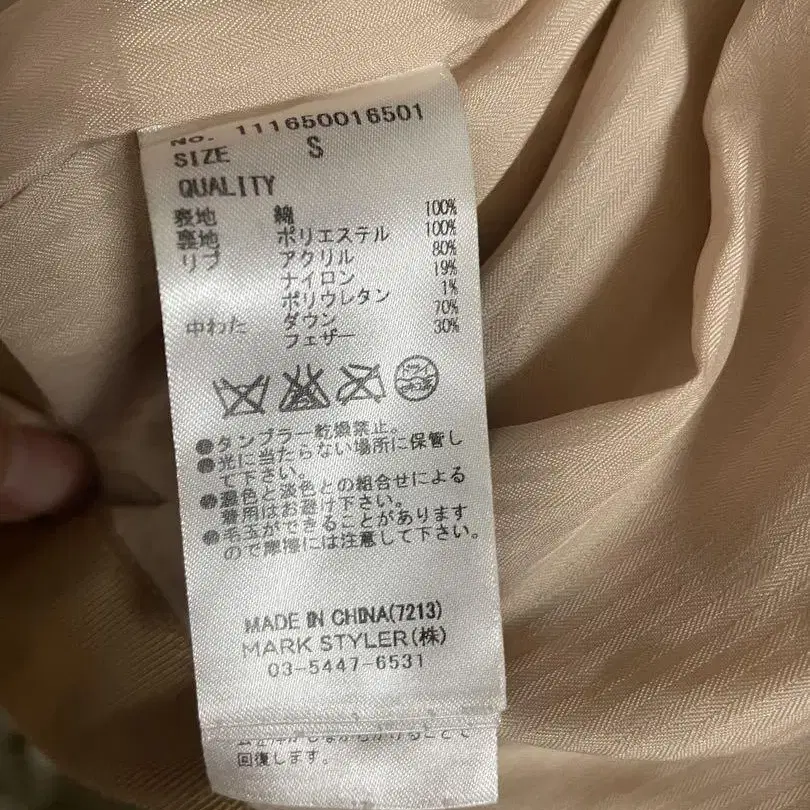 No. 111650016501
SIZE S
QUALITY
表地 綿 100%
裏地 ポリエステル 100%
リブ アクリル 80%
ナイロン 19%
ポリウレタン 1%
中わた ダウン 70%
フェザー 30%
ドライ
●タンブラー乾燥禁止。
●光に当たらない場所に保管し
て下さい。
●濃色と淡色との組合せによる
着用はお避け下さい。
●毛玉ができることがあります
ので摩擦には注意して下さい。
MADE IN CHINA(7213)
MARK STYLER(株)
03-5447-6531
回復します。